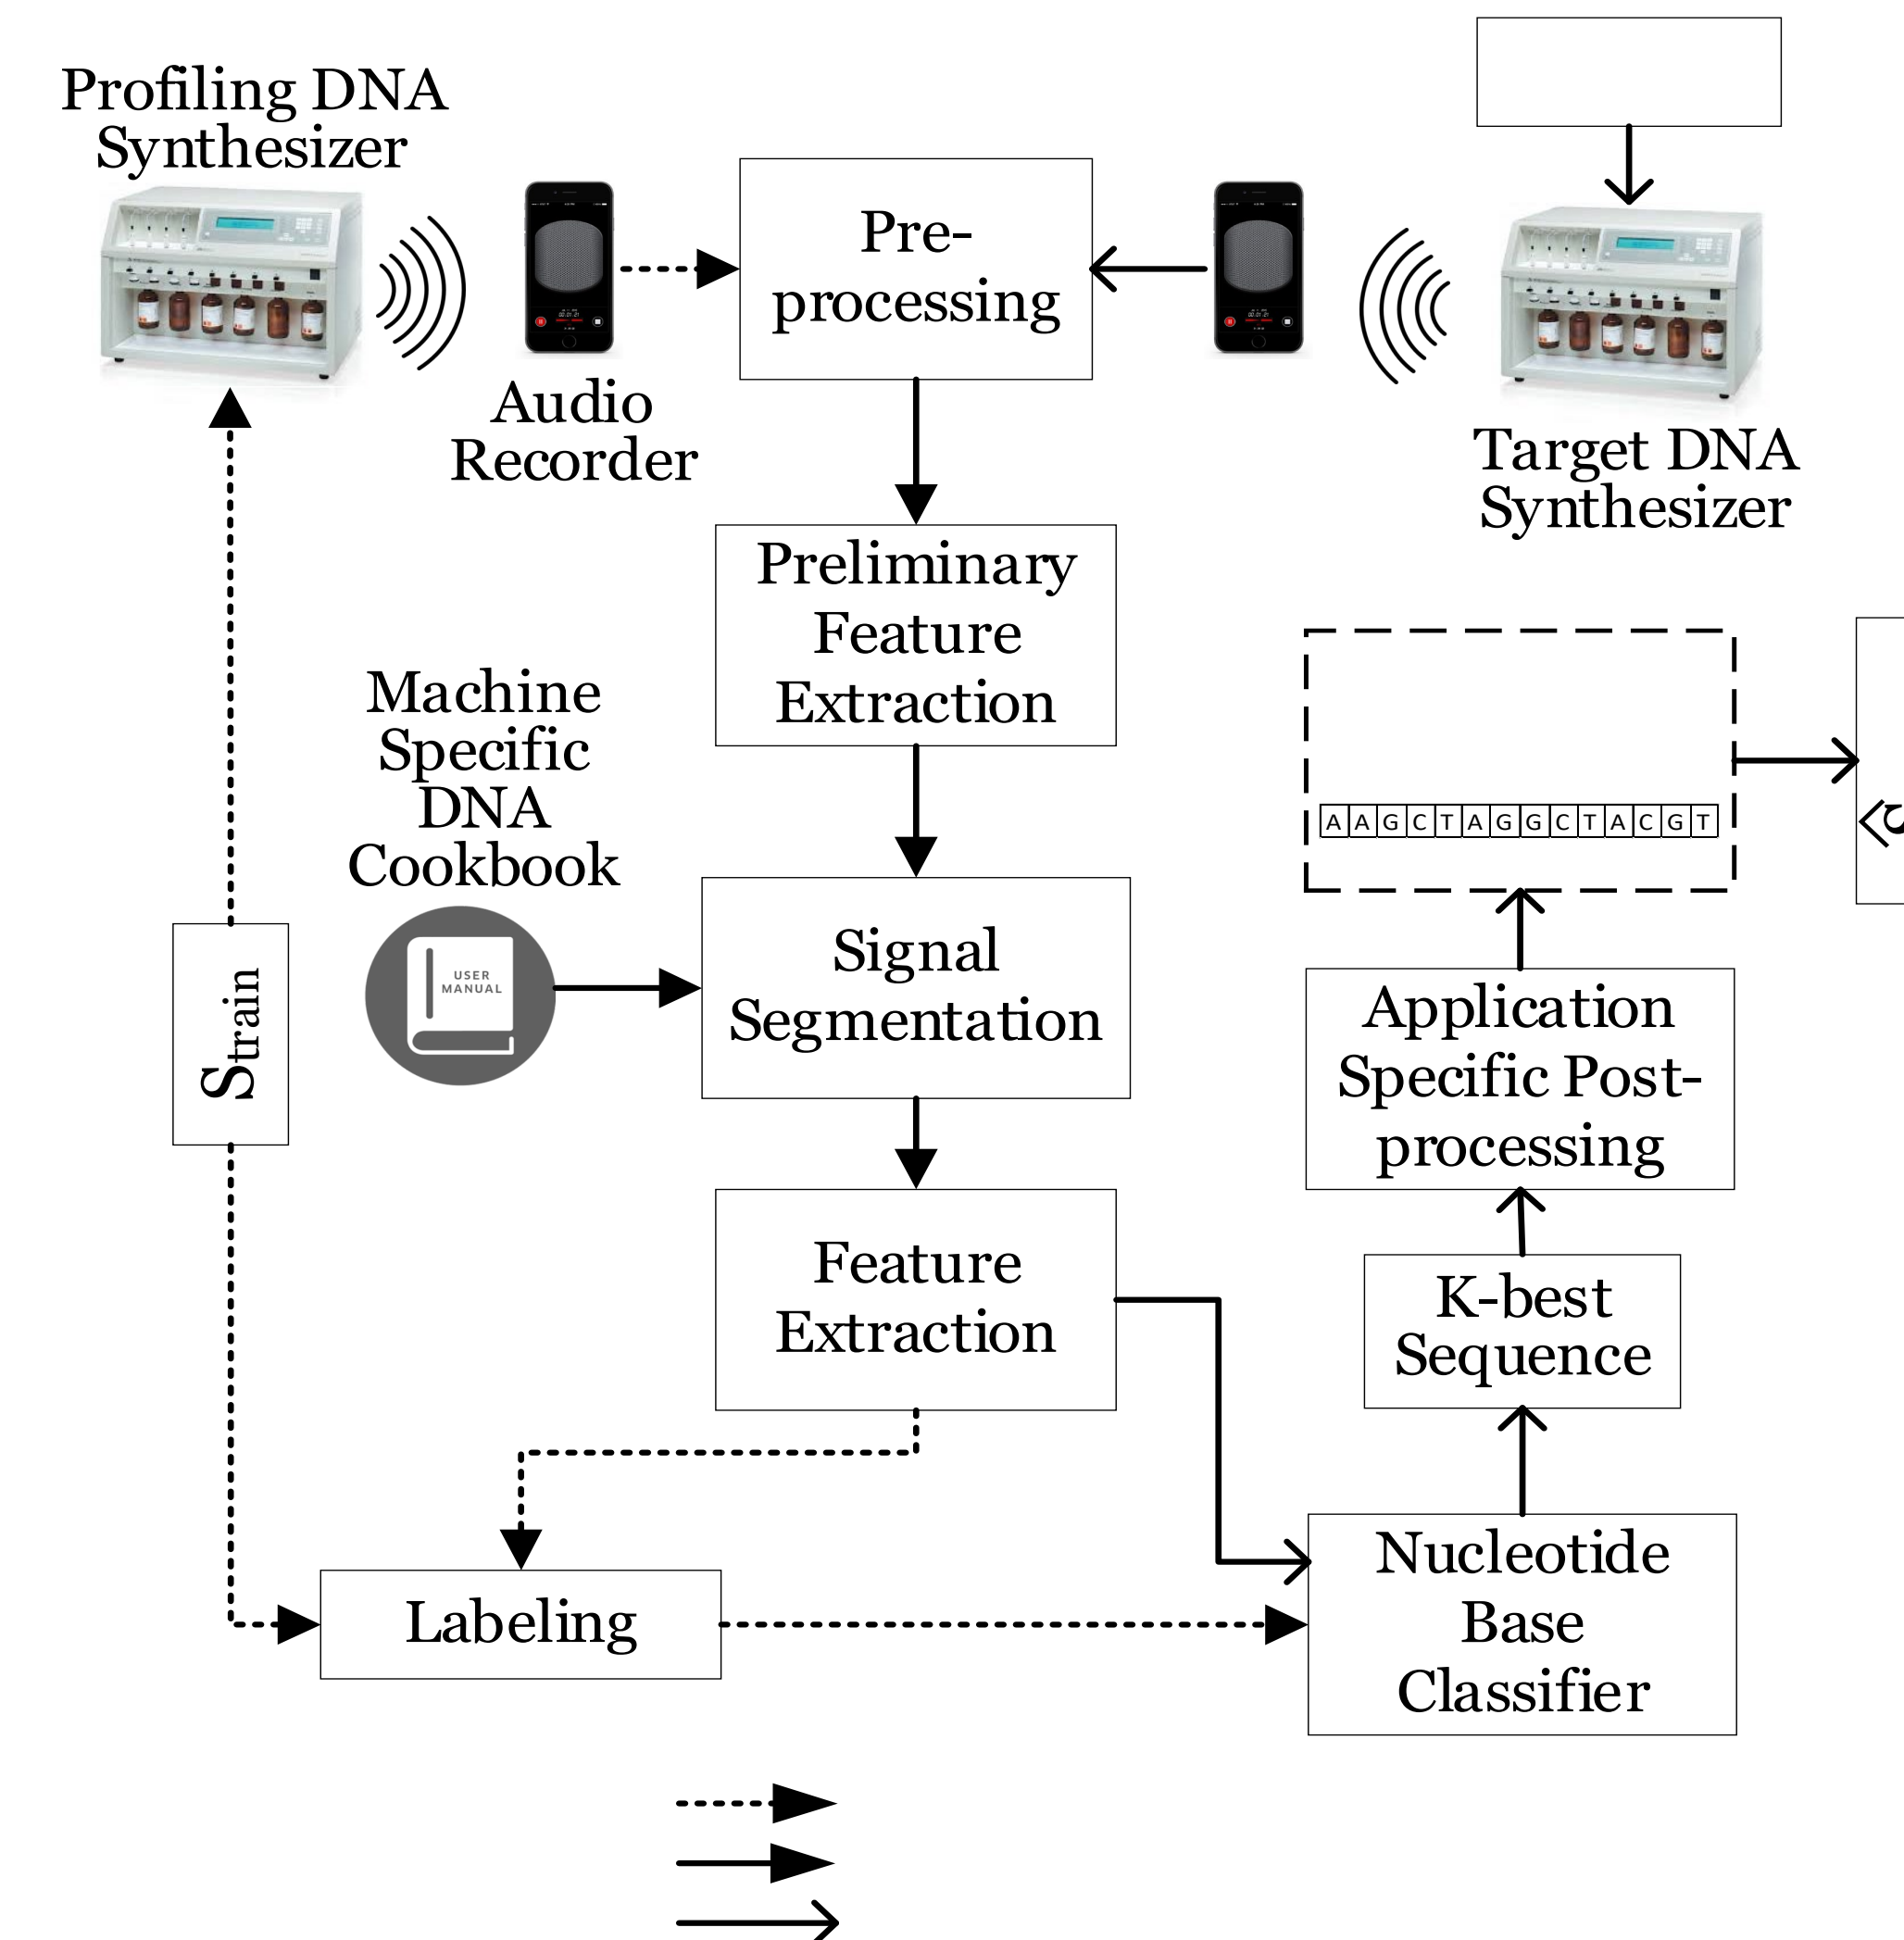 Profiling DNA
Synthesizer
Audio
Recorder
Pre-
processing
Target DNA
Synthesizer
Preliminary
Feature
Extraction
Machine
Specific
DNA
Cookbook
USER
MANUAL
Signal
Segmentation
A A G C T A G G C T A C G T
S_train
Application
Specific Post-
processing
Feature
Extraction
K-best
Sequence
Labeling
Nucleotide
Base
Classifier